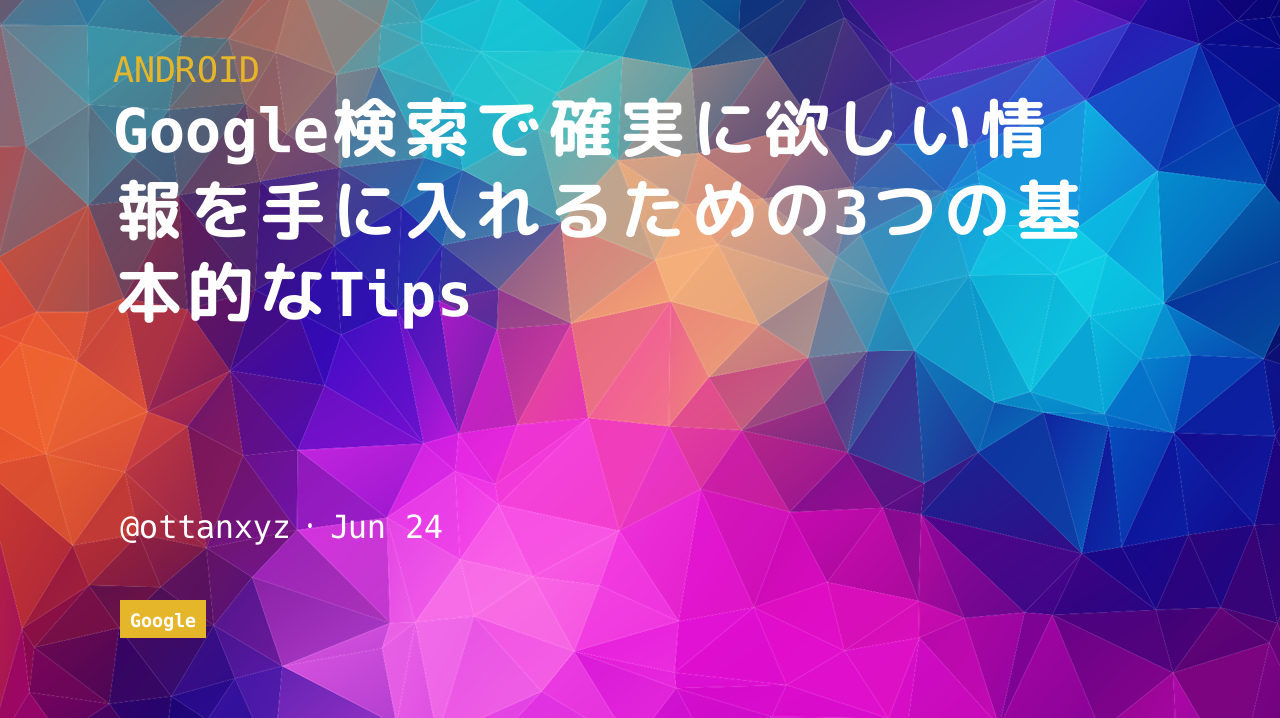 ANDROID
Google検索で確実に欲しい情
報を手に入れるための3つの基
本的なTips
@ottanxyz · Jun 24
Google